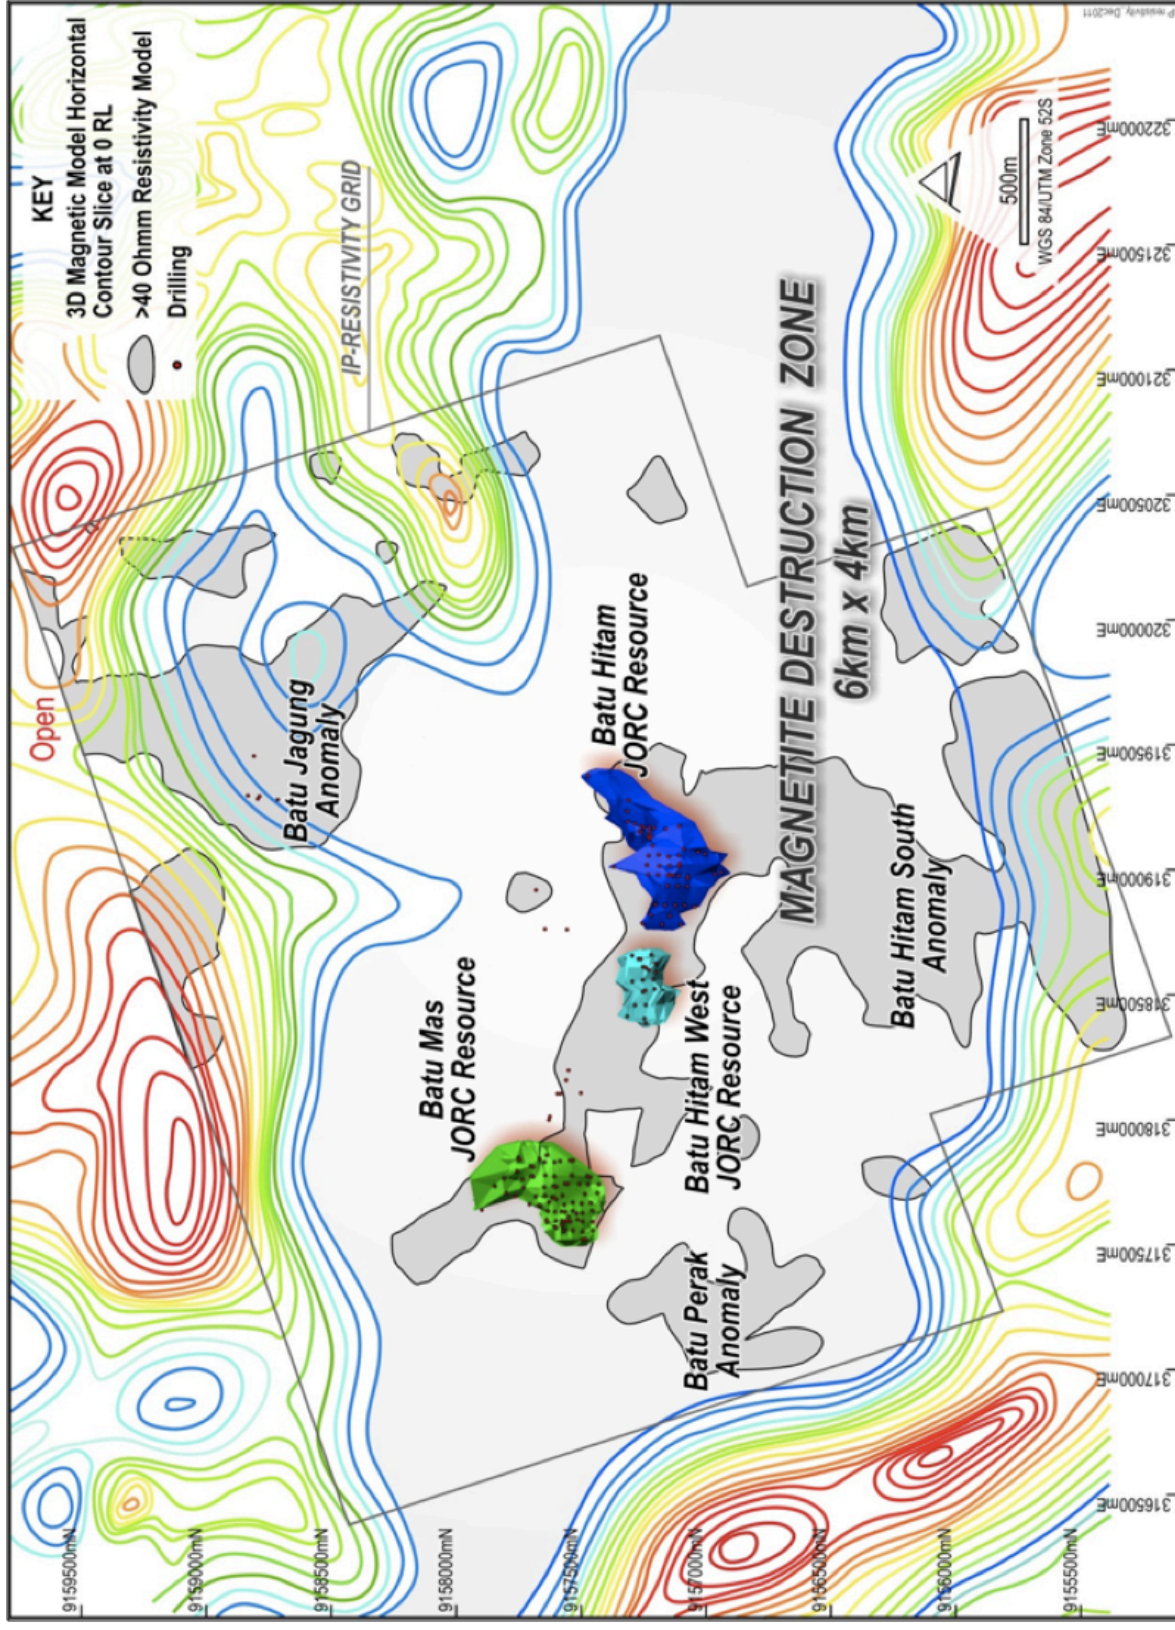 KEY
3D Magnetic Model Horizontal
Contour Slice at 0 RL
>40 Ohmm Resistivity Model
Drilling
IP-RESISTIVITY GRID
Open
Batu Jagung
Anomaly
Batu Hitam
JORC Resource
Batu Mas
JORC Resource
Batu Hitam West
JORC Resource
Batu Perak
Anomaly
Batu Hitam South
Anomaly
MAGNETITE DESTRUCTION ZONE
6km x 4km
500m
WGS 84/UTM Zone 52S
9159500mN
9159000mN
9158500mN
9158000mN
9157500mN
9157000mN
9156500mN
9156000mN
9155500mN
316500mE
317000mE
317500mE
318000mE
318500mE
319000mE
319500mE
320000mE
320500mE
321000mE
321500mE
322000mE
IP resistivity_Dec2011